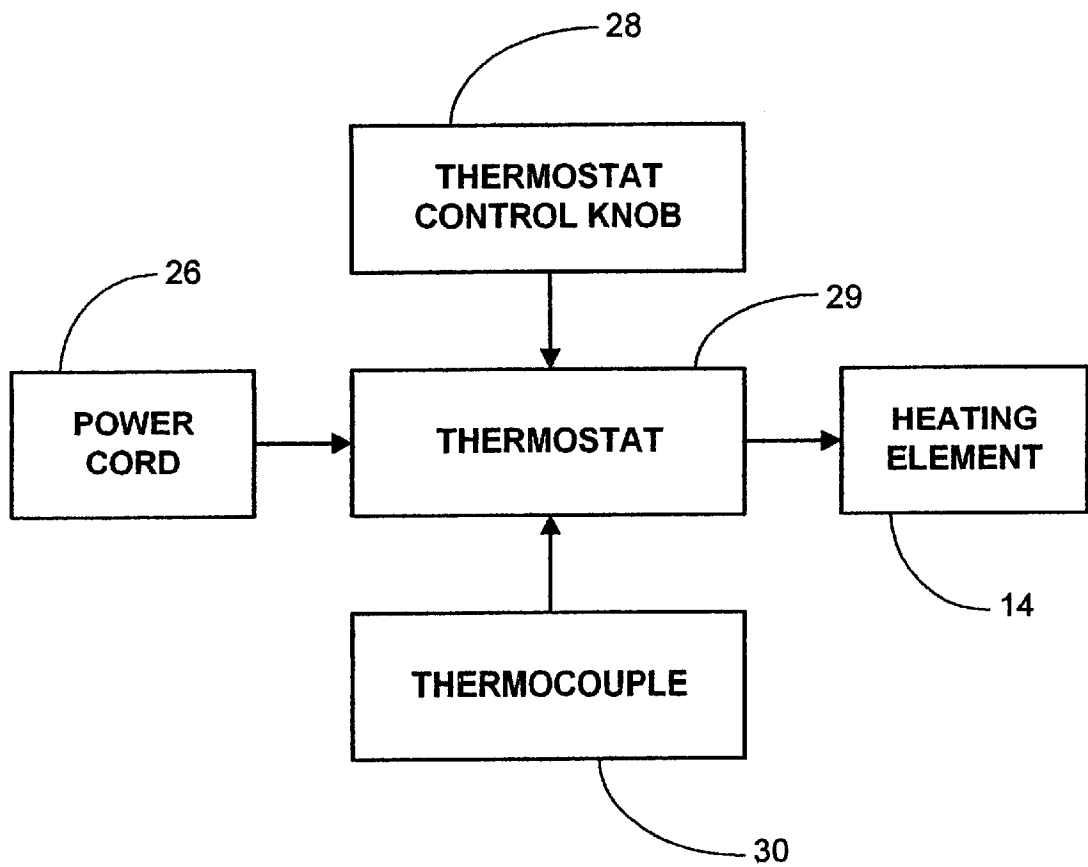 28
THERMOSTAT
CONTROL KNOB
26
29
POWER
CORD
THERMOSTAT
HEATING
ELEMENT
14
THERMOCOUPLE
30